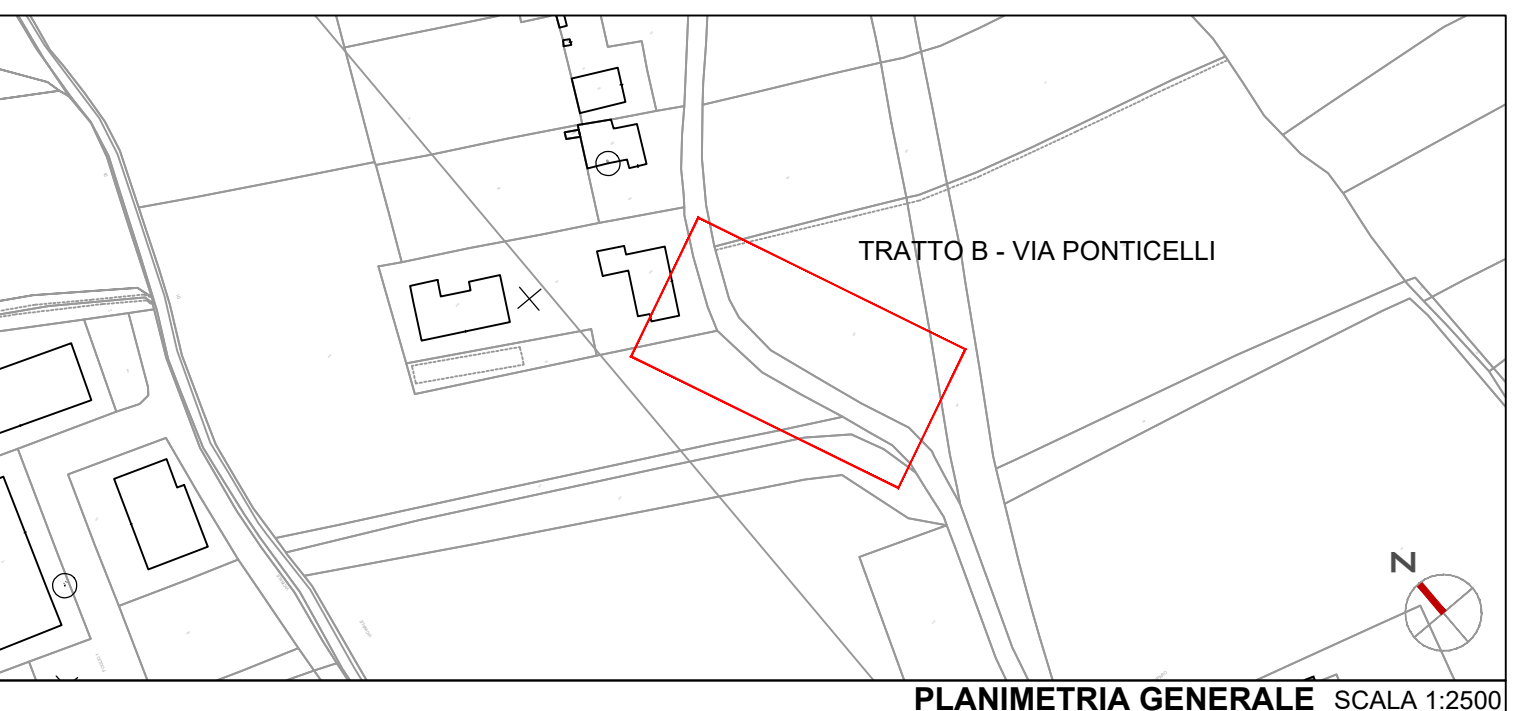 TRATTO B - VIA PONTICELLI
N
PLANIMETRIA GENERALE SCALA 1:2500